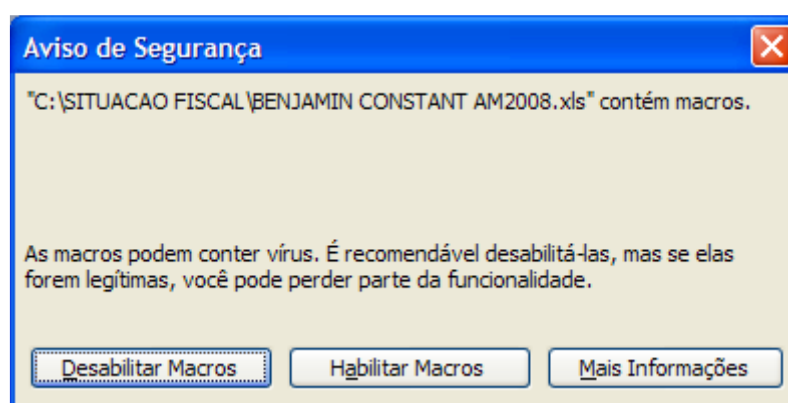 Aviso de Segurança
"C:\SITUACAO FISCAL\BENJAMIN CONSTANT AM2008.xls" contém macros.
As macros podem conter vírus. É recomendável desabilitá-las, mas se elas
forem legítimas, você pode perder parte da funcionalidade.
Desabilitar Macros Habilitar Macros Mais Informações